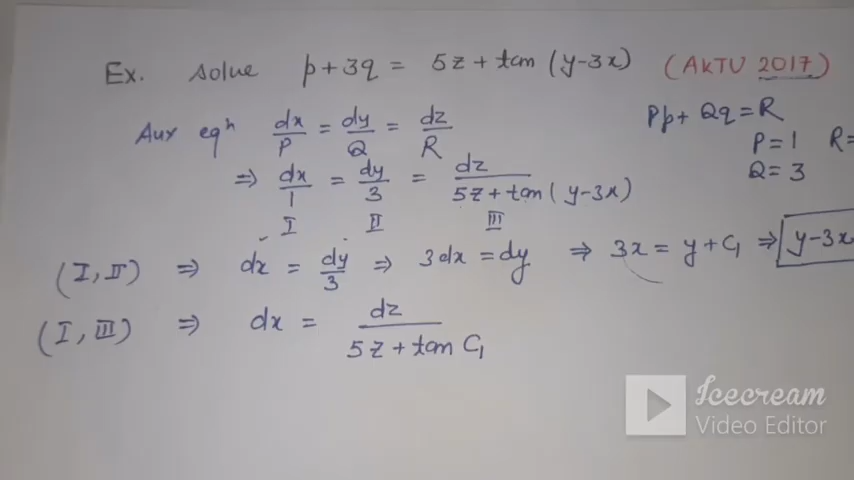 Ex. solve p+3q = 5z+tan (y-3x) (AKTU 2017)
Aux eqⁿ dx/P = dy/Q = dz/R
Pp+ Qq = R
P=1 R=
Q = 3
⇒ dx/1 = dy/3 = dz/(5z+tan(y-3x))
I II III
(I, II) ⇒ dx = dy/3 ⇒ 3dx = dy ⇒ 3x = y+C₁ ⇒ y-3x
(I, III) ⇒ dx = dz/(5z+tan C₁)
Icecream
Video Editor